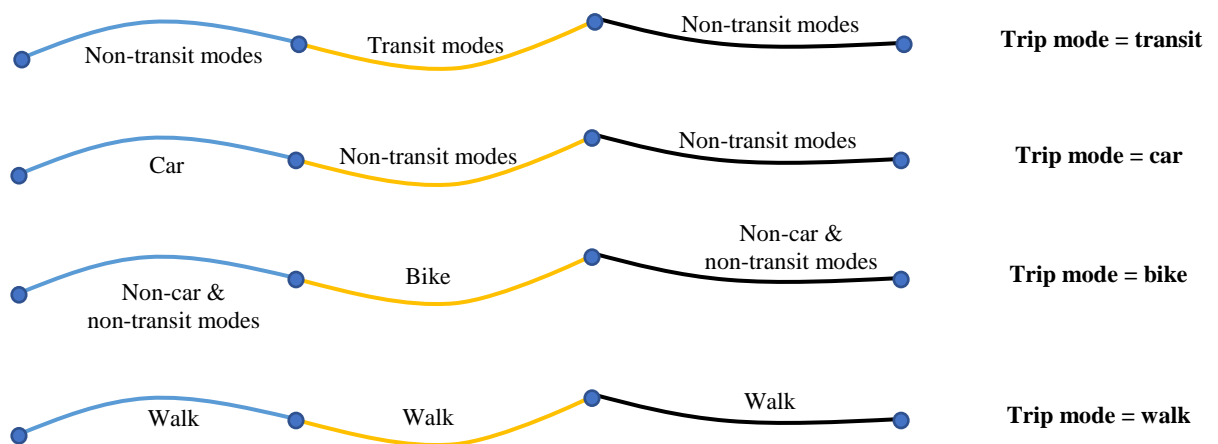 Non-transit modes
Transit modes
Non-transit modes
Trip mode = transit
Car
Non-transit modes
Non-transit modes
Trip mode = car
Non-car &
non-transit modes
Bike
Non-car &
non-transit modes
Trip mode = bike
Walk
Walk
Walk
Trip mode = walk